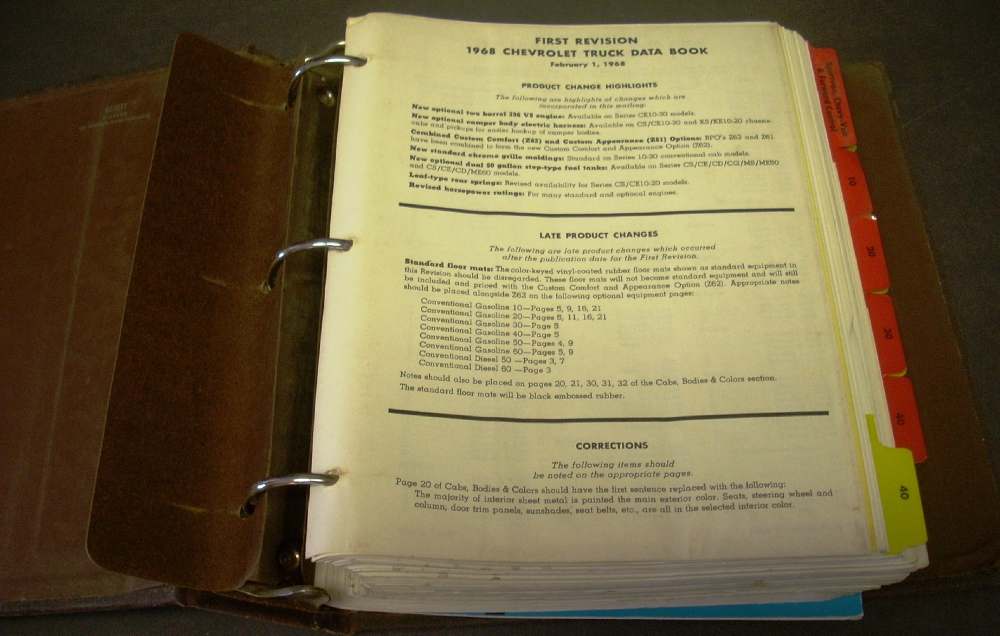 FIRST REVISION
1968 CHEVROLET TRUCK DATA BOOK
February 1, 1968
PRODUCT CHANGE HIGHLIGHTS
The following are highlights of changes which are
incorporated in this mailing:
New optional two barrel 396 V8 engine: Available on Series CE10-30 models.
New optional camper body electric harness: Available on CS/CE10-30 and KS/KE10-20 chassis-
cabs and pickups for easier hookup of camper bodies.
Combined Custom Comfort (Z62) and Custom Appearance (Z61) Options: RPO's Z62 and Z61
have been combined to form the new Custom Comfort and Appearance Option (Z62).
New standard chrome grille moldings: Standard on Series 10-30 conventional cab models.
New optional dual 50 gallon step-type fuel tanks: Available on Series CS/CE/CD/CG/MS/ME50
and CS/CE/CD/ME60 models.
Leaf-type rear springs: Revised availability for Series CS/CE10-20 models.
Revised horsepower ratings: For many standard and optional engines.
LATE PRODUCT CHANGES
The following are late product changes which occurred
after the publication date for the First Revision.
Standard floor mats: The color-keyed vinyl-coated rubber floor mats shown as standard equipment in
this Revision should be disregarded. These floor mats will not become standard equipment and will still
be included and priced with the Custom Comfort and Appearance Option (Z62). Appropriate notes
should be placed alongside Z62 on the following optional equipment pages:
Conventional Gasoline 10—Pages 5, 9, 16, 21
Conventional Gasoline 20—Pages 5, 11, 16, 21
Conventional Gasoline 30—Page 5
Conventional Gasoline 40—Page 5
Conventional Gasoline 50—Pages 4, 9
Conventional Gasoline 60—Pages 5, 9
Conventional Diesel 50 —Pages 3, 7
Conventional Diesel 60 —Page 3
Notes should also be placed on pages 20, 21, 30, 31, 32 of the Cabs, Bodies & Colors section.
The standard floor mats will be black embossed rubber.
CORRECTIONS
The following items should
be noted on the appropriate pages.
Page 20 of Cabs, Bodies & Colors should have the first sentence replaced with the following:
The majority of interior sheet metal is painted the main exterior color. Seats, steering wheel and
column, door trim panels, sunshades, seat belts, etc., are all in the selected interior color.
10
20
30
40